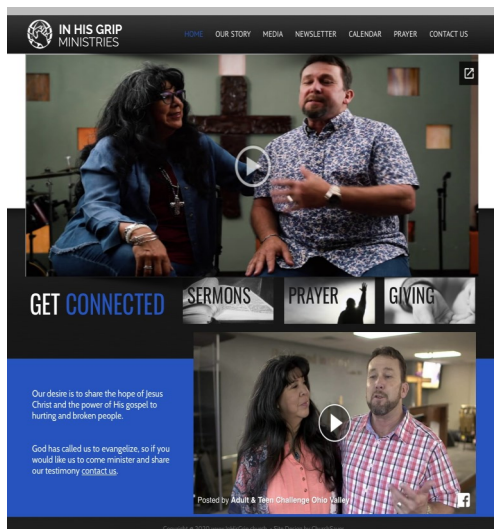 IN HIS GRIP
MINISTRIES
HOME OUR STORY MEDIA NEWSLETTER CALENDAR PRAYER CONTACT US
GET CONNECTED
SERMONS
PRAYER
GIVING
Our desire is to share the hope of Jesus
Christ and the power of His gospel to
hurting and broken people.
God has called us to evangelize, so if you
would like us to come minister and share
our testimony contact us.
Posted by Adult & Teen Challenge Ohio Valley